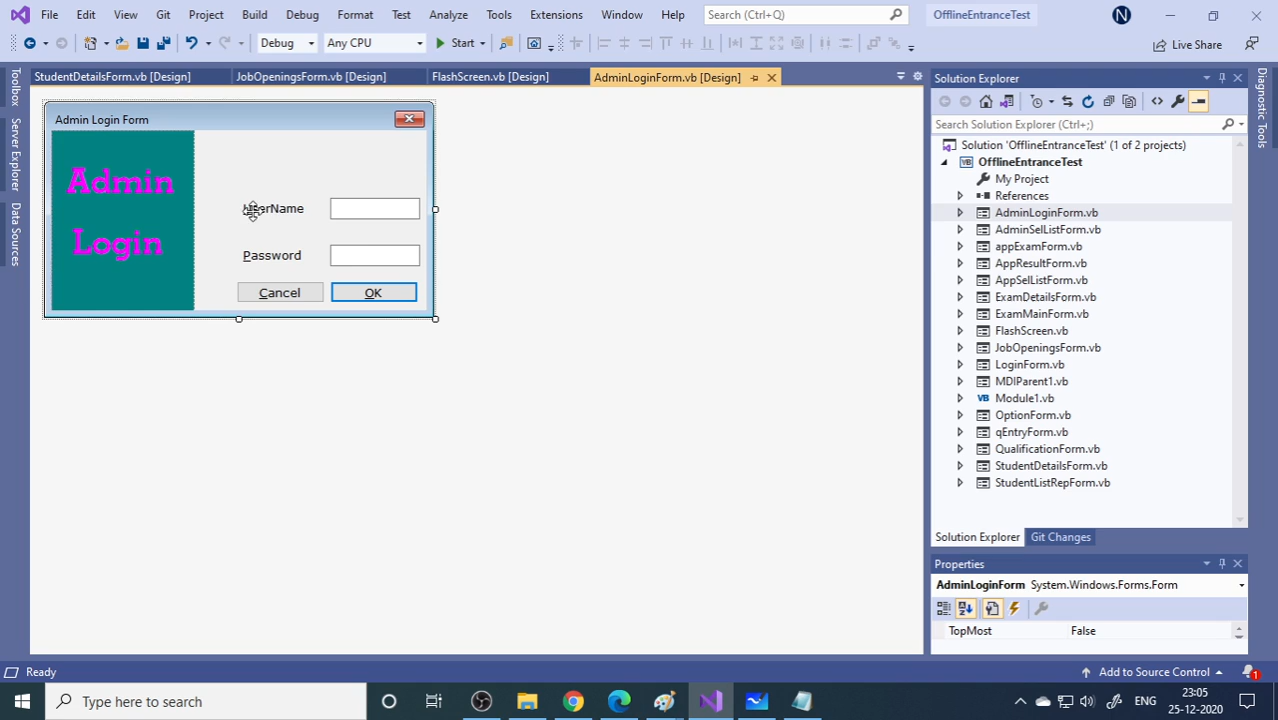 File Edit View Git Project Build Debug Format Test Analyze Tools Extensions Window Help Search (Ctrl+Q) OfflineEntranceTest N
Debug Any CPU Start Live Share
StudentDetailsForm.vb [Design] JobOpeningsForm.vb [Design] FlashScreen.vb [Design] AdminLoginForm.vb [Design]
Toolbox
Server Explorer
Data Sources
Admin Login Form
Admin
Login
UserName
Password
Cancel OK
Solution Explorer
Search Solution Explorer (Ctrl+;)
Solution 'OfflineEntranceTest' (1 of 2 projects)
OfflineEntranceTest
My Project
References
AdminLoginForm.vb
AdminSelListForm.vb
appExamForm.vb
AppResultForm.vb
AppSelListForm.vb
ExamDetailsForm.vb
ExamMainForm.vb
FlashScreen.vb
JobOpeningsForm.vb
LoginForm.vb
MDIParent1.vb
Module1.vb
OptionForm.vb
qEntryForm.vb
QualificationForm.vb
StudentDetailsForm.vb
StudentListRepForm.vb
Solution Explorer Git Changes
Properties
AdminLoginForm System.Windows.Forms.Form
TopMost False
Diagnostic Tools
Ready Add to Source Control 1
Type here to search ENG 23:05
25-12-2020